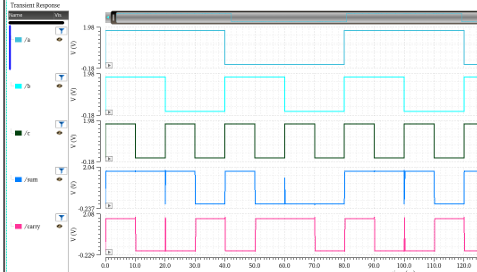 Transient Response
Name Vis
1.98
/a
V (V)
-0.18
1.98
/b
V (V)
-0.18
1.98
/c
V (V)
-0.18
2.04
/sum
V (V)
-0.237
2.08
/carry
V (V)
-0.229
0.0 10.0 20.0 30.0 40.0 50.0 60.0 70.0 80.0 90.0 100.0 110.0 120.0